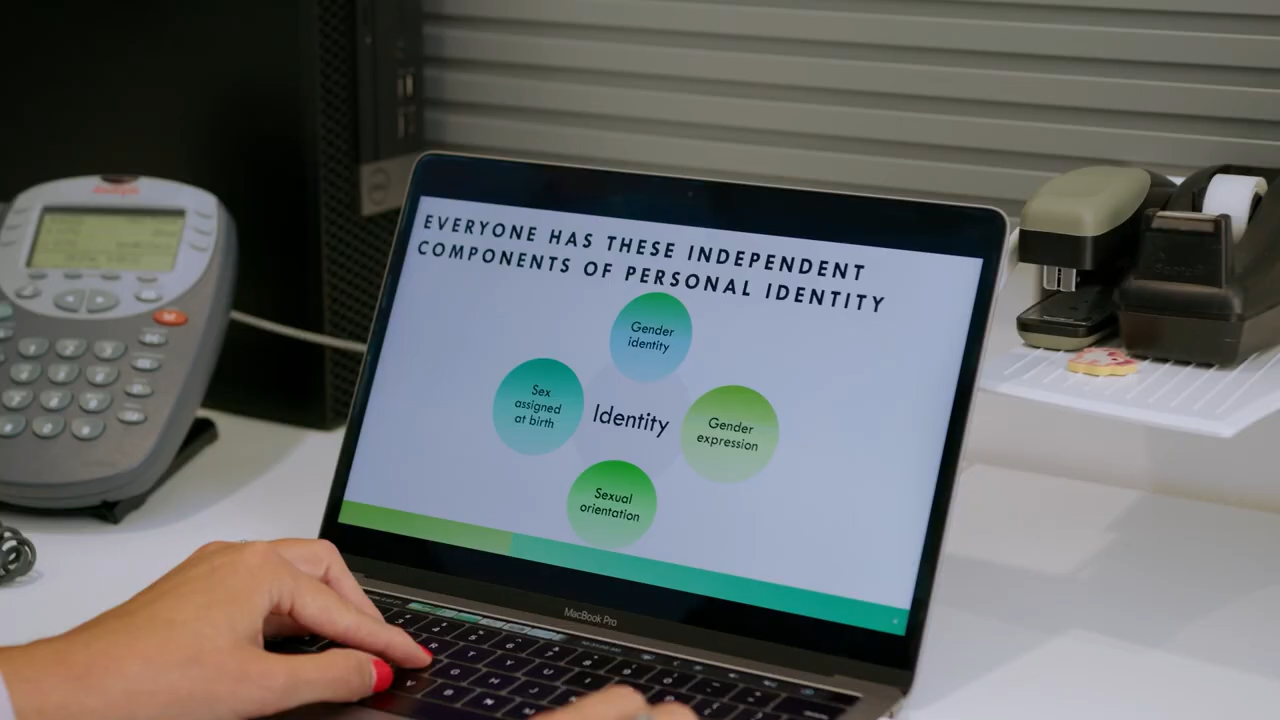 EVERYONE HAS THESE INDEPENDENT
COMPONENTS OF PERSONAL IDENTITY
Gender
identity
Sex
assigned
at birth
Identity
Gender
expression
Sexual
orientation
MacBook Pro